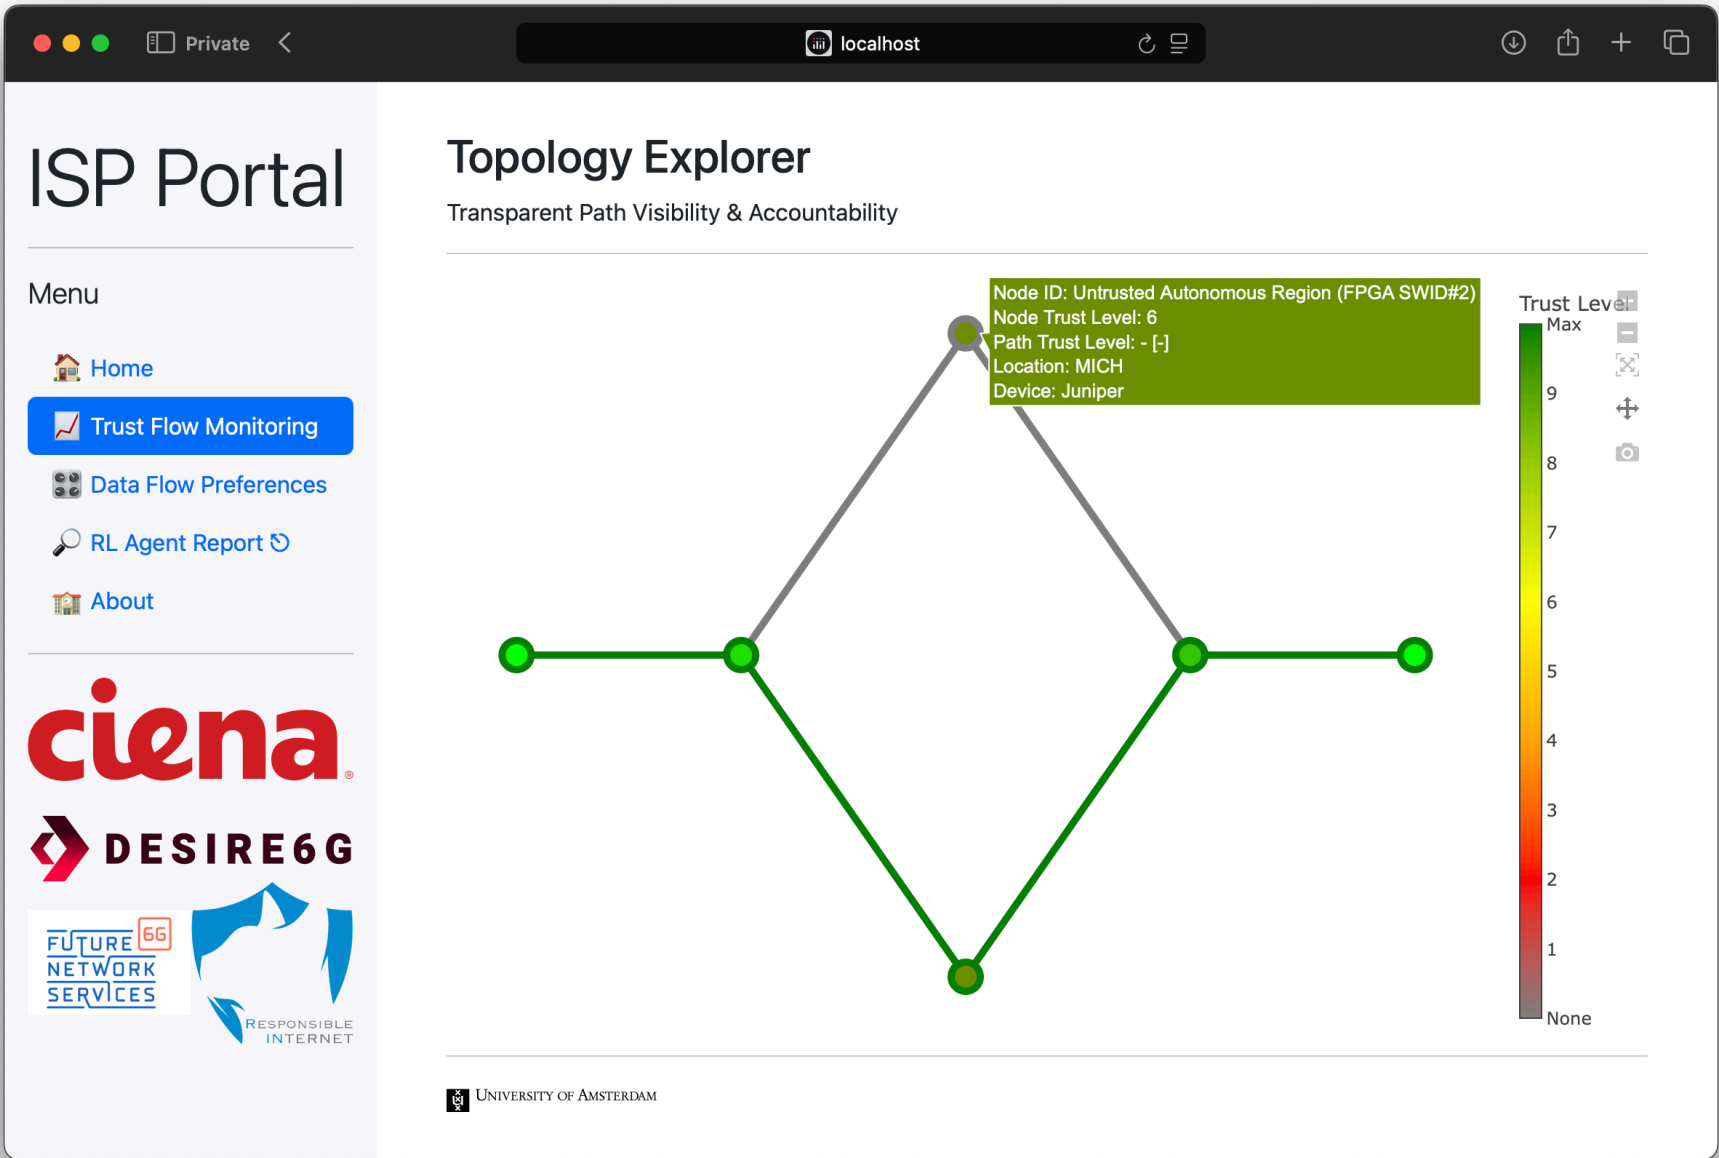 Private
localhost
ISP Portal
Menu
Home
Trust Flow Monitoring
Data Flow Preferences
RL Agent Report
About
ciena®
DESIRE6G
FUTURE 6G
NETWORK
SERVICES
RESPONSIBLE
INTERNET
Topology Explorer
Transparent Path Visibility & Accountability
Node ID: Untrusted Autonomous Region (FPGA SWID#2)
Node Trust Level: 6
Path Trust Level: - [-]
Location: MICH
Device: Juniper
Trust Level
Max
9
8
7
6
5
4
3
2
1
None
UNIVERSITY OF AMSTERDAM